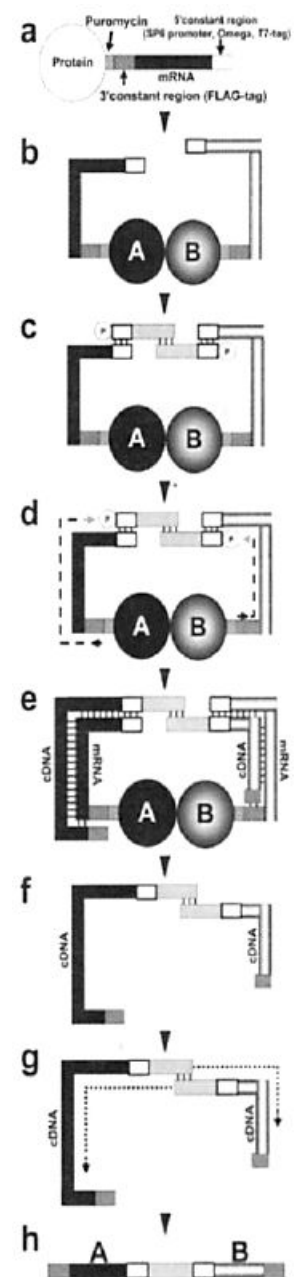 a
Puromycin
5'constant region
(SP6 promoter, Omega, T7-tag)
Protein
mRNA
3'constant region (FLAG-tag)
b
A B
c
P
P
A B
d
P
P
A B
e
cDNA
mRNA
cDNA
mRNA
A B
f
cDNA
cDNA
g
cDNA
cDNA
h
A B